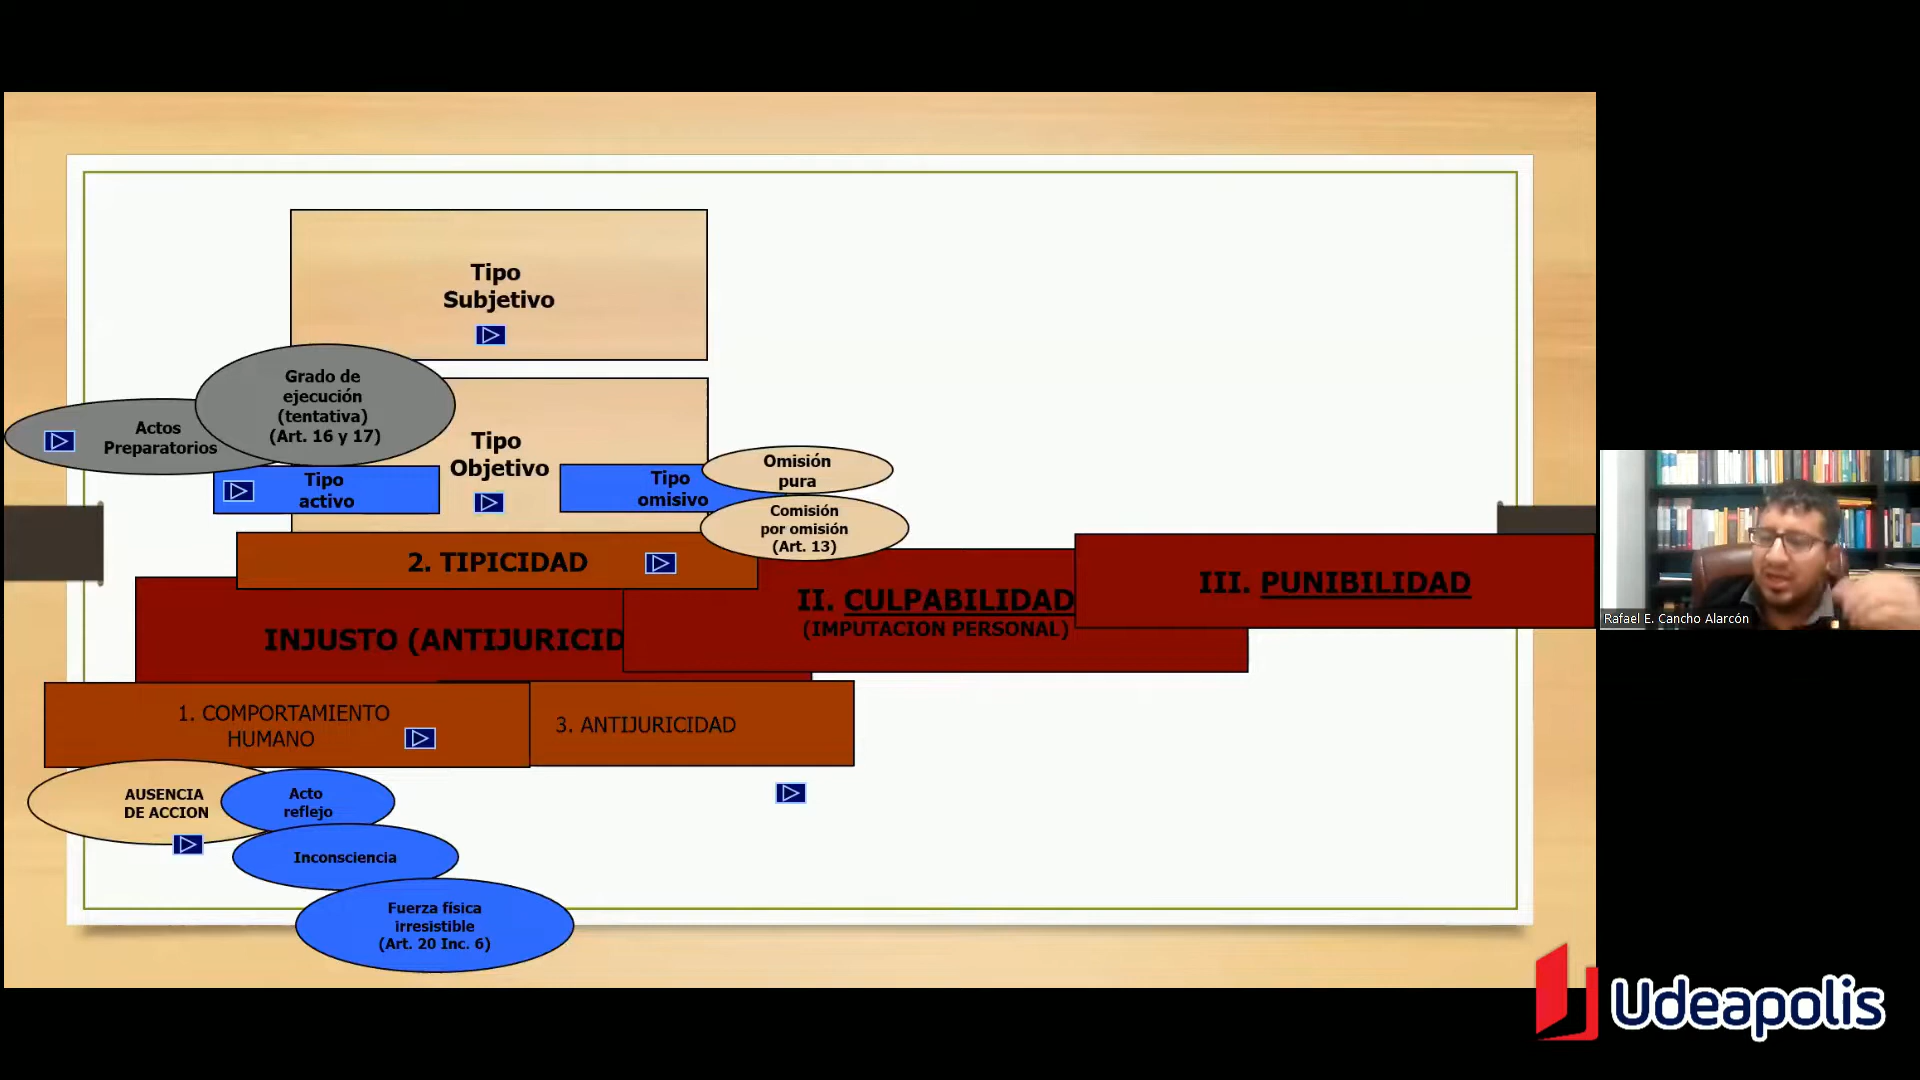 Tipo
Subjetivo
Grado de
ejecución
(tentativa)
(Art. 16 y 17)
Actos
Preparatorios
Tipo
Objetivo
Tipo
activo
Tipo
omisivo
Omisión
pura
Comisión
por omisión
(Art. 13)
2. TIPICIDAD
III. PUNIBILIDAD
II. CULPABILIDAD
(IMPUTACION PERSONAL)
INJUSTO (ANTIJURICID
1. COMPORTAMIENTO
HUMANO
3. ANTIJURICIDAD
AUSENCIA
DE ACCION
Acto
reflejo
Inconsciencia
Fuerza física
irresistible
(Art. 20 Inc. 6)
Rafael E. Cancho Alarcón
Udeapolis